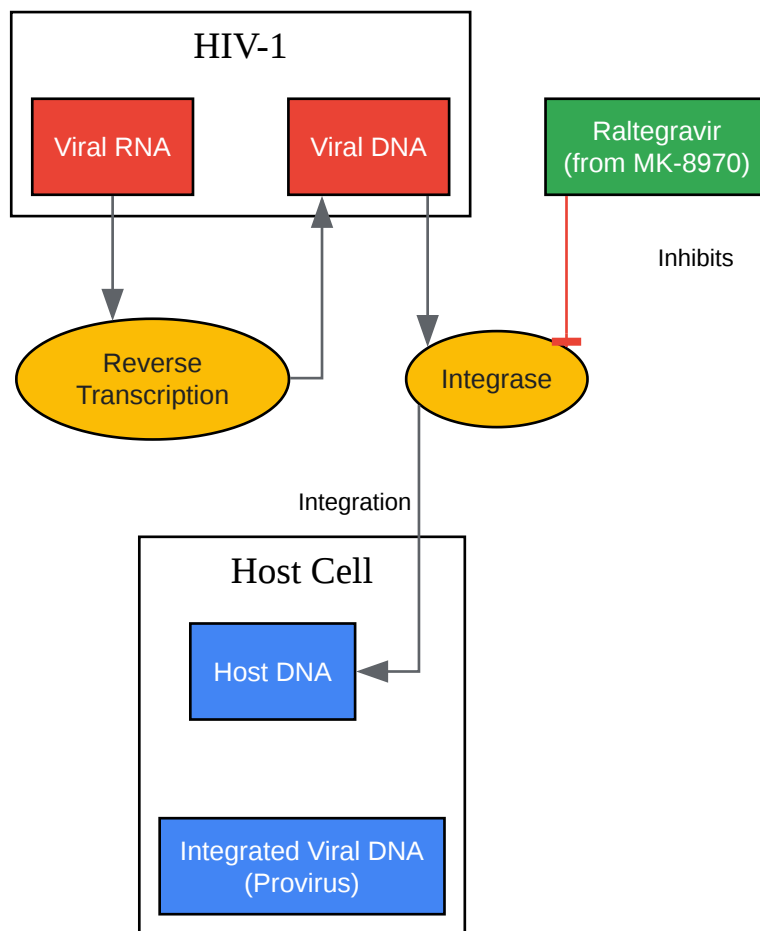 HIV-1
Viral RNA
Viral DNA
Raltegravir
(from MK-8970)
Inhibits
Reverse
Transcription
Integrase
Integration
Host Cell
Host DNA
Integrated Viral DNA
(Provirus)